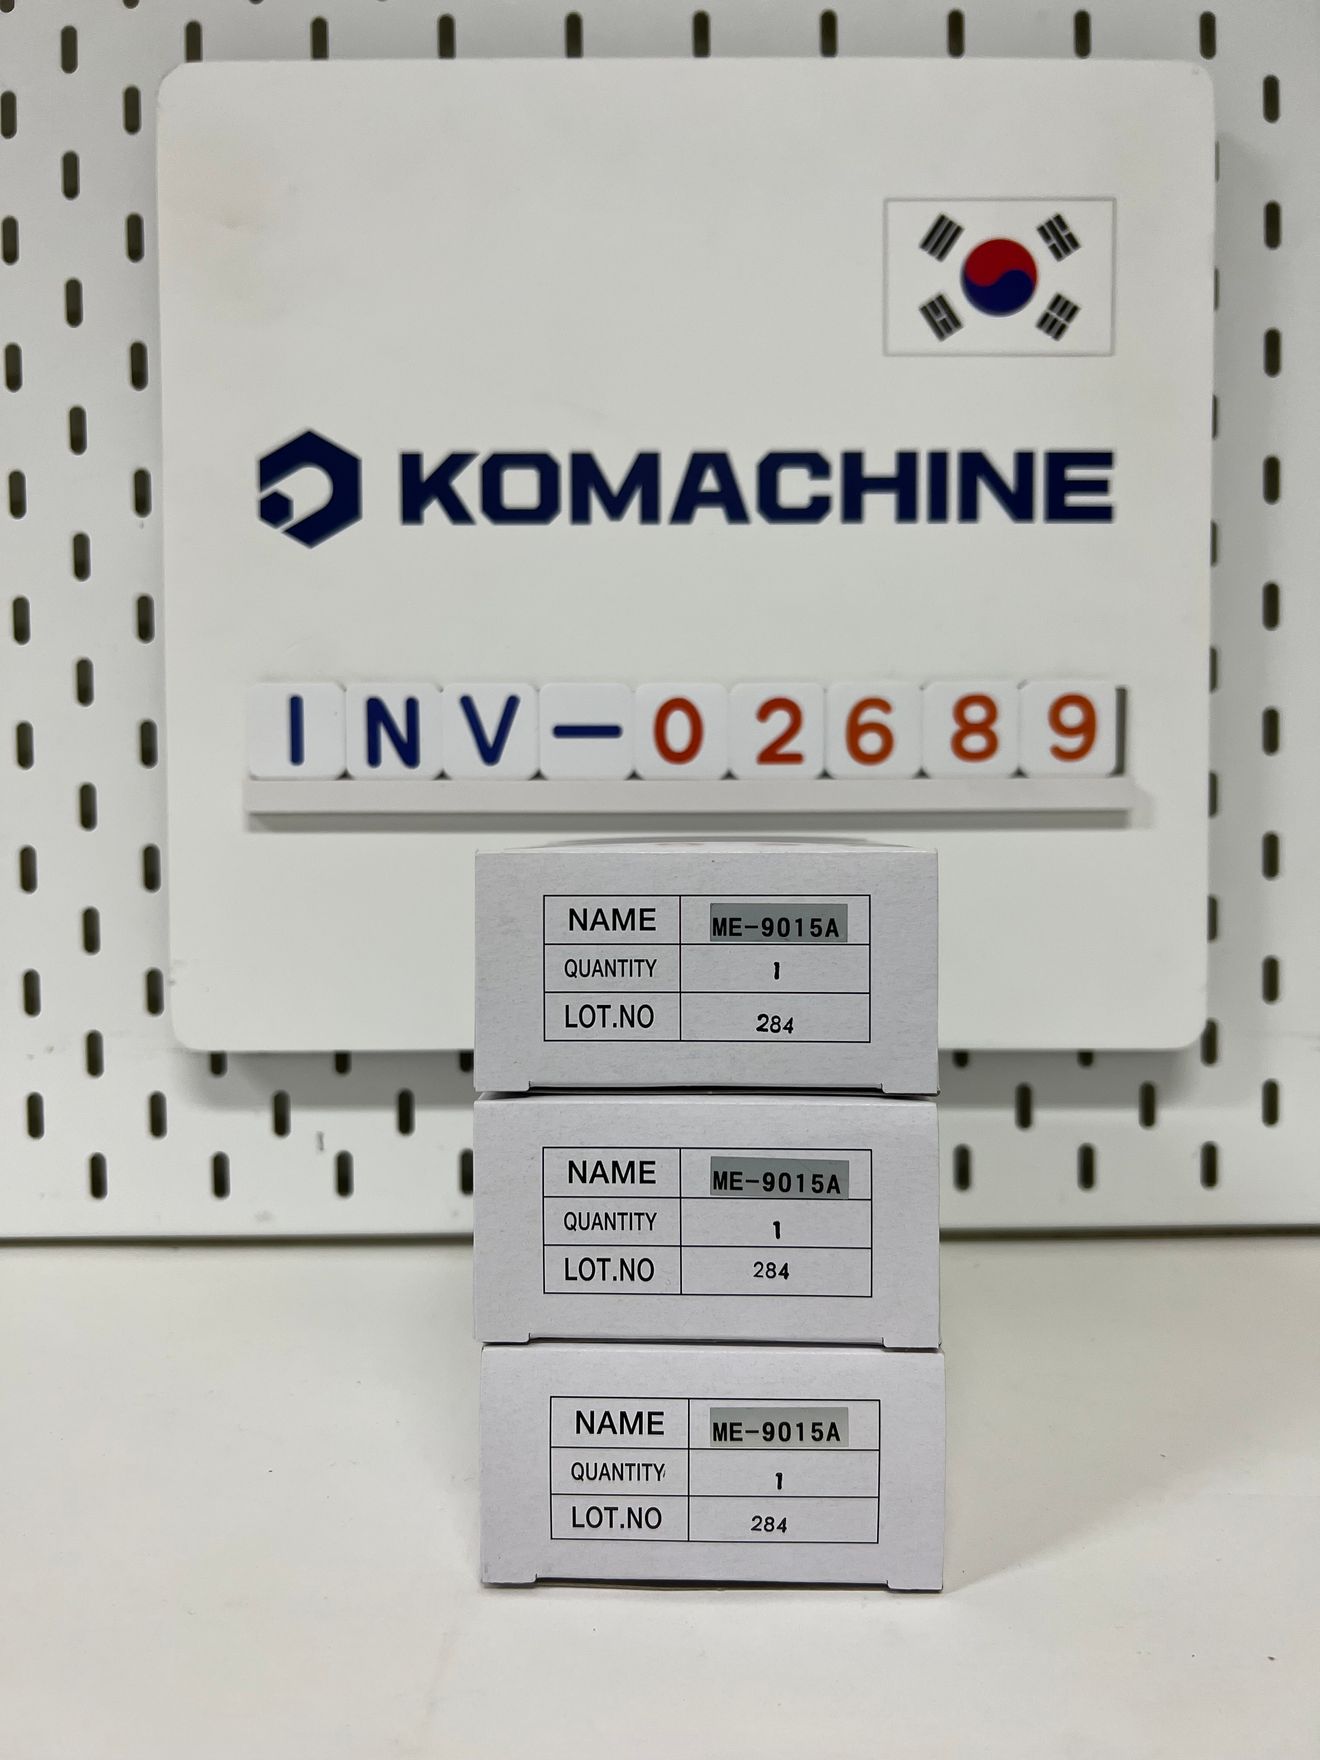 KOMACHINE
INV-02689
NAME ME-9015A
QUANTITY 1
LOT.NO 284
NAME ME-9015A
QUANTITY 1
LOT.NO 284
NAME ME-9015A
QUANTITY 1
LOT.NO 284